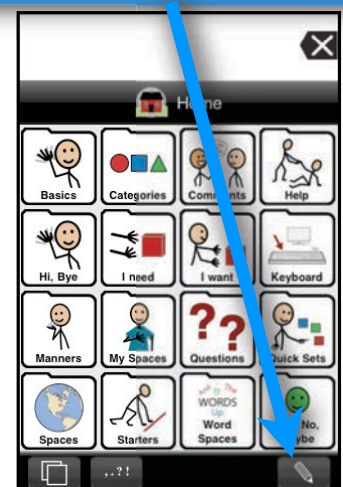 Home
Basics Categories Comments Help
Hi, Bye I need I want Keyboard
?? 
Manners My Spaces Questions Quick Sets
WORDS
Up
Spaces Starters Word Spaces No,
,.?!